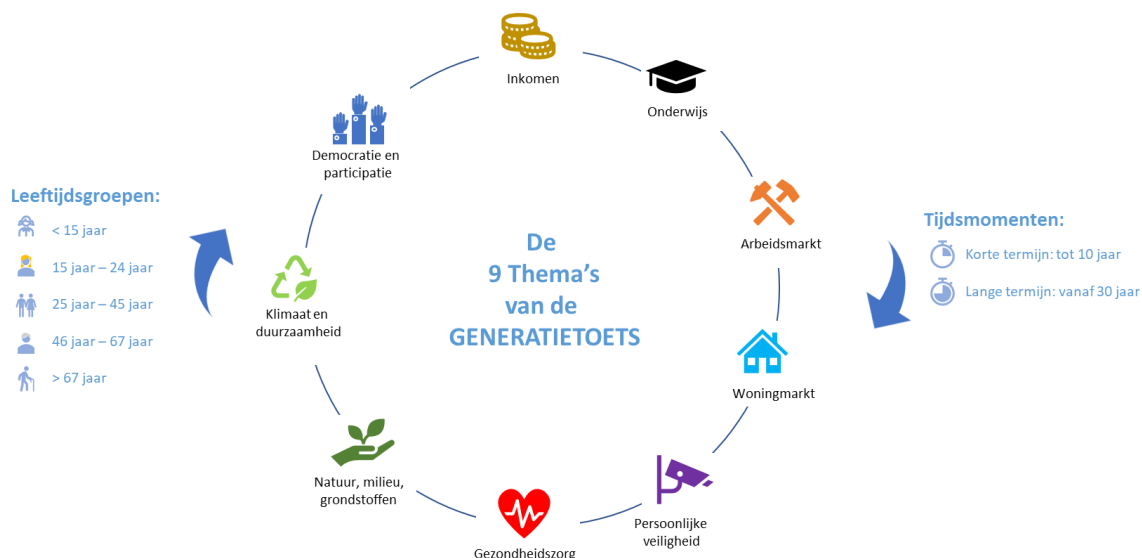 Inkomen
Onderwijs
Democratie en
participatie
Leeftijdsgroepen:
< 15 jaar
15 jaar – 24 jaar
25 jaar – 45 jaar
46 jaar – 67 jaar
> 67 jaar
De
9 Thema’s
van de
GENERATIETOETS
Arbeidsmarkt
Tijdsmomenten:
Korte termijn: tot 10 jaar
Lange termijn: vanaf 30 jaar
Klimaat en
duurzaamheid
Woningmarkt
Natuur, milieu,
grondstoffen
Persoonlijke
veiligheid
Gezondheidszorg